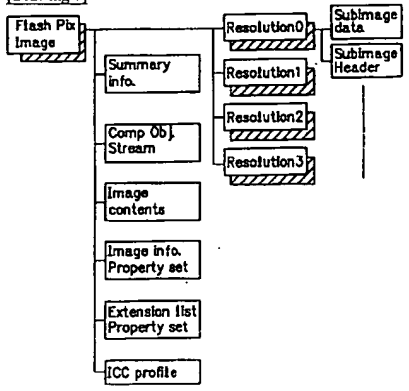 Flash Pix
Image
Resolution0
Subimage
data
Subimage
Header
Summary
info.
Resolution1
Comp Obj.
Stream
Resolution2
Resolution3
Image
contents
Image info.
Property set
Extension list
Property set
ICC profile